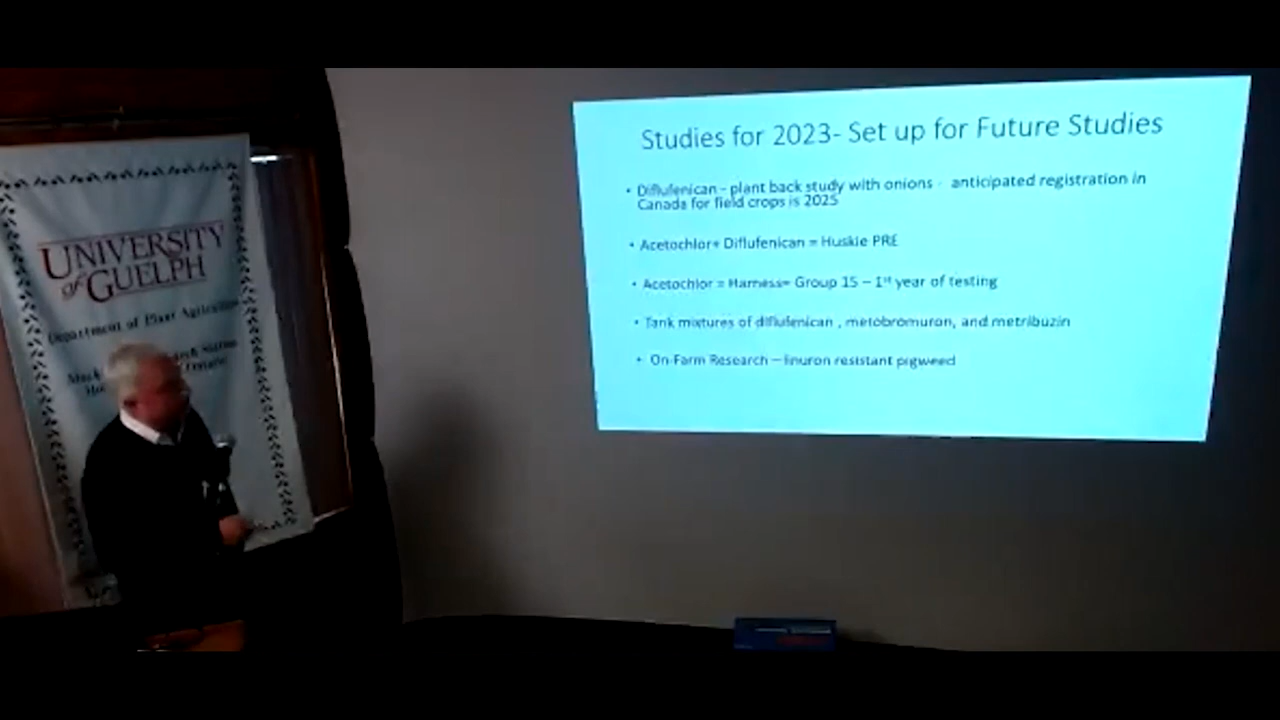 UNIVERSITY
of GUELPH
Department of Plant Agriculture
Studies for 2023- Set up for Future Studies
• Diflufenican - plant back study with onions - anticipated registration in
Canada for field crops is 2025
• Acetochlor+ Diflufenican = Huskie PRE
• Acetochlor = Harness= Group 15 – 1st year of testing
• Tank mixtures of diflufenican , metobromuron, and metribuzin
• On-Farm Research – linuron resistant pigweed